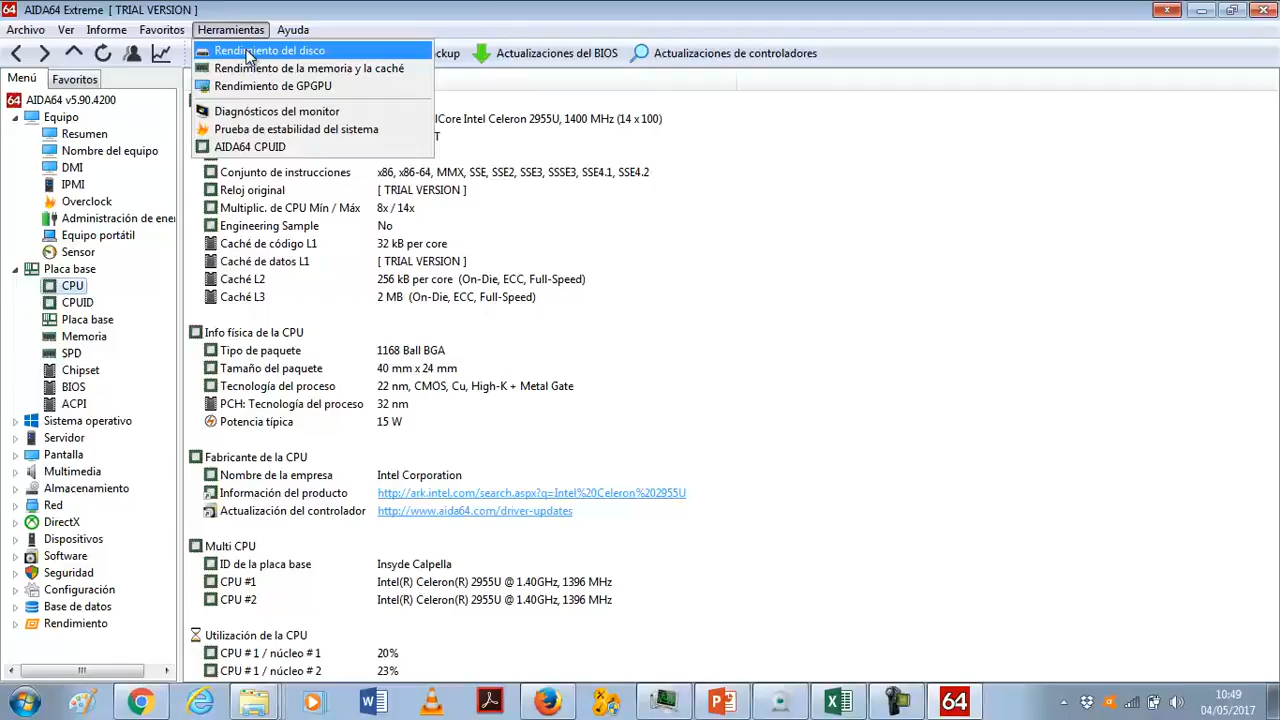 AIDA64 Extreme [ TRIAL VERSION ]
Archivo Ver Informe Favoritos Herramientas Ayuda
Rendimiento del disco
Rendimiento de la memoria y la caché
Rendimiento de GPGPU
Diagnósticos del monitor
Prueba de estabilidad del sistema
AIDA64 CPUID
Actualizaciones del BIOS Actualizaciones de controladores
Menú Favoritos
AIDA64 v5.90.4200
Equipo
Resumen
Nombre del equipo
DMI
IPMI
Overclock
Administración de ener
Equipo portátil
Sensor
Placa base
CPU
CPUID
Placa base
Memoria
SPD
Chipset
BIOS
ACPI
Sistema operativo
Servidor
Pantalla
Multimedia
Almacenamiento
Red
DirectX
Dispositivos
Software
Seguridad
Configuración
Base de datos
Rendimiento
lCore Intel Celeron 2955U, 1400 MHz (14 x 100)
T
Conjunto de instrucciones x86, x86-64, MMX, SSE, SSE2, SSE3, SSSE3, SSE4.1, SSE4.2
Reloj original [ TRIAL VERSION ]
Multiplic. de CPU Mín / Máx 8x / 14x
Engineering Sample No
Caché de código L1 32 kB per core
Caché de datos L1 [ TRIAL VERSION ]
Caché L2 256 kB per core (On-Die, ECC, Full-Speed)
Caché L3 2 MB (On-Die, ECC, Full-Speed)
Info física de la CPU
Tipo de paquete 1168 Ball BGA
Tamaño del paquete 40 mm x 24 mm
Tecnología del proceso 22 nm, CMOS, Cu, High-K + Metal Gate
PCH: Tecnología del proceso 32 nm
Potencia típica 15 W
Fabricante de la CPU
Nombre de la empresa Intel Corporation
Información del producto http://ark.intel.com/search.aspx?q=Intel%20Celeron%202955U
Actualización del controlador http://www.aida64.com/driver-updates
Multi CPU
ID de la placa base Insyde Calpella
CPU #1 Intel(R) Celeron(R) 2955U @ 1.40GHz, 1396 MHz
CPU #2 Intel(R) Celeron(R) 2955U @ 1.40GHz, 1396 MHz
Utilización de la CPU
CPU # 1 / núcleo # 1 20%
CPU # 1 / núcleo # 2 23%
64
10:49
04/05/2017